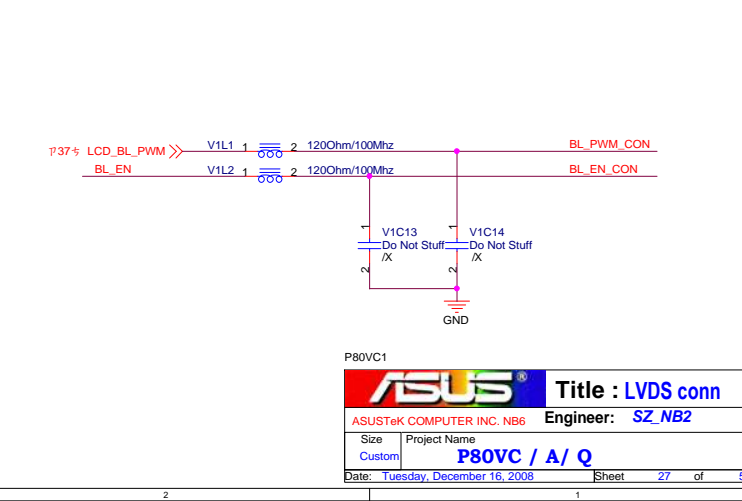 ㄗ37ㄘ LCD_BL_PWM V1L1 1 2 120Ohm/100Mhz BL_PWM_CON
BL_EN V1L2 1 2 120Ohm/100Mhz BL_EN_CON
1 V1C13 1 V1C14
Do Not Stuff Do Not Stuff
2 /X 2 /X
GND
P80VC1
ASUS® Title : LVDS conn
ASUSTeK COMPUTER INC. NB6 Engineer: SZ_NB2
Size Project Name
Custom P80VC / A/ Q
Date: Tuesday, December 16, 2008 Sheet 27 of
2 1